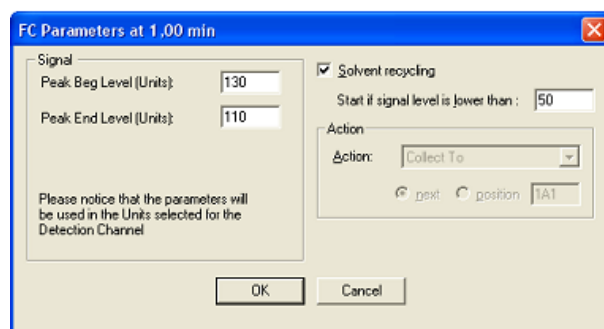 FC Parameters at 1,00 min
Signal
Peak Beg Level (Units):
130
Peak End Level (Units):
110
Please notice that the parameters will
be used in the Units selected for the
Detection Channel
Solvent recycling
Start if signal level is lower than :
50
Action
Action:
Collect To
next
position
1A1
OK
Cancel